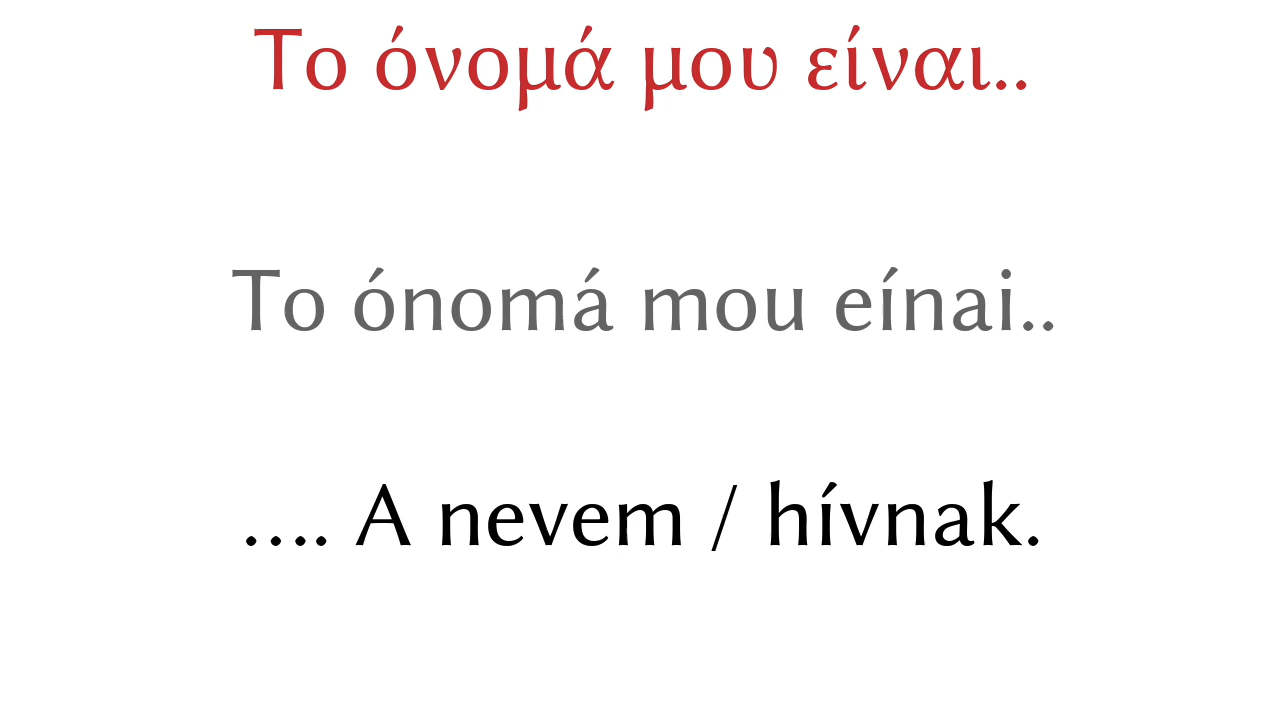 Το όνομά μου είναι..
To ónomá mou eínai..
.... A nevem / hívnak.